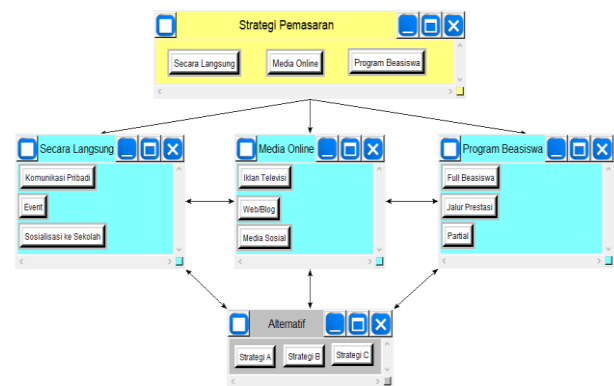 Strategi Pemasaran
Secara Langsung
Media Online
Program Beasiswa
Secara Langsung
Komunikasi Pribadi
Event
Sosialisasi ke Sekolah
Media Online
Iklan Televisi
Web/Blog
Media Sosial
Program Beasiswa
Full Beasiswa
Jalur Prestasi
Partial
Alternatif
Strategi A
Strategi B
Strategi C